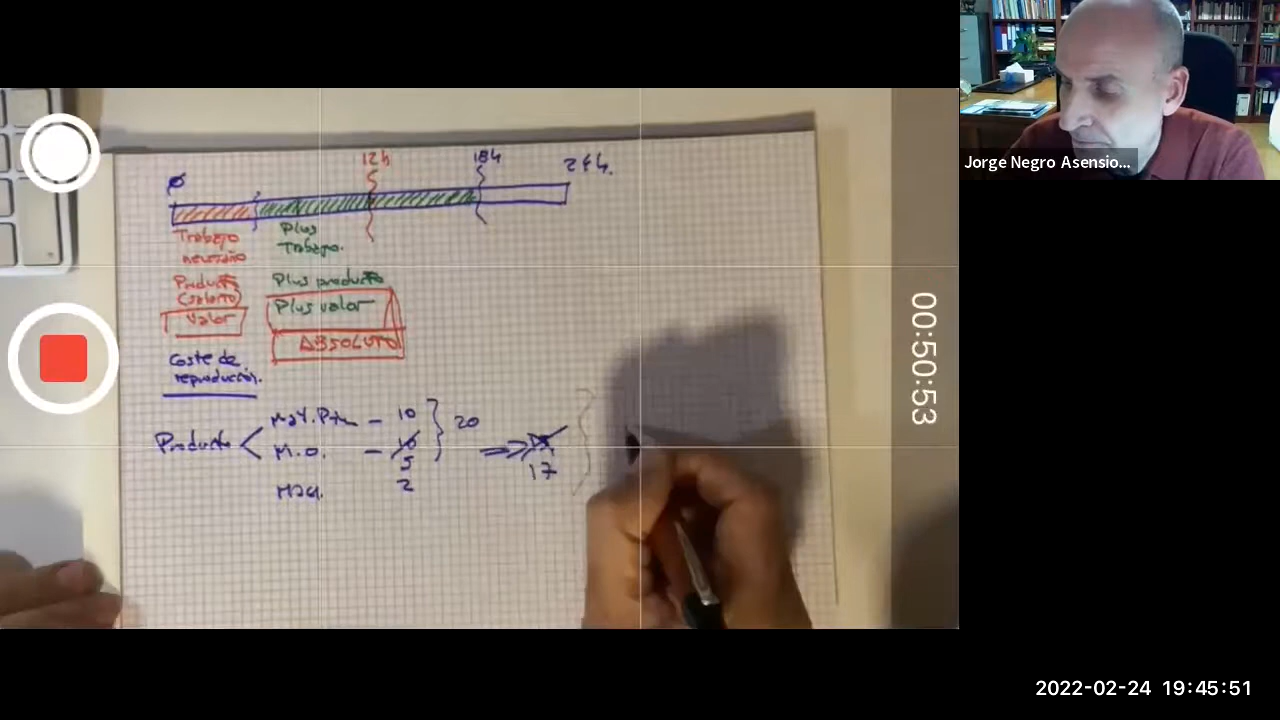 Jorge Negro Asensio...
00:50:53
0 12h 18h 24h.
Trabajo necesario
Plus Trabajo.
Producto (salario)
Plus producto
Valor
Plus valor
ABSOLUTO
Coste de reproducción.
Producto
Mat. Prim — 10
20
M.O. — 10
5
17
Maq. 2
2022-02-24 19:45:51